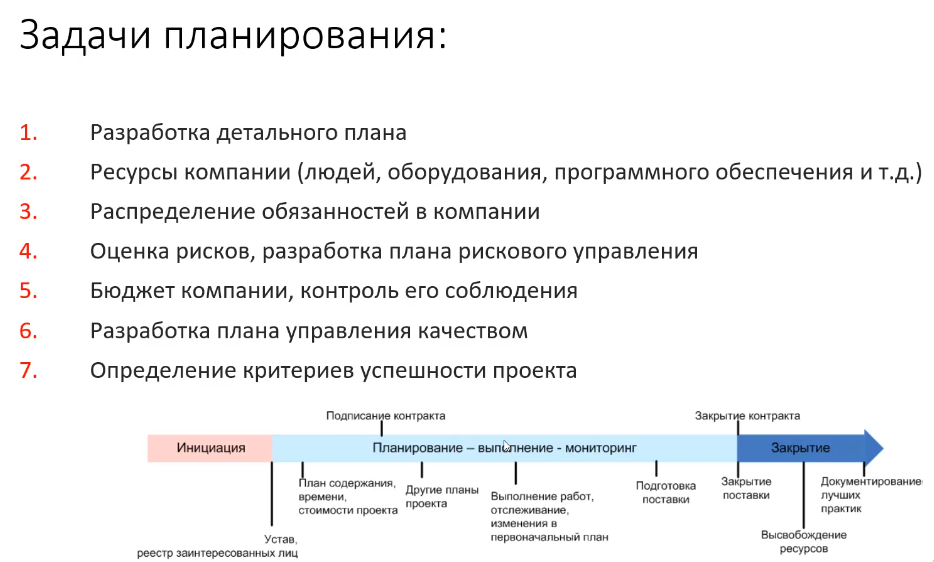 Задачи планирования:
1. Разработка детального плана
2. Ресурсы компании (людей, оборудования, программного обеспечения и т.д.)
3. Распределение обязанностей в компании
4. Оценка рисков, разработка плана рискового управления
5. Бюджет компании, контроль его соблюдения
6. Разработка плана управления качеством
7. Определение критериев успешности проекта
Подписание контракта
Закрытие контракта
Инициация
Планирование – выполнение - мониторинг
Закрытие
План содержания,
времени,
стоимости проекта
Другие планы
проекта
Выполнение работ,
отслеживание,
изменения в
первоначальный план
Подготовка
поставки
Закрытие
поставки
Документирование
лучших
практик
Устав,
реестр заинтересованных лиц
Высвобождение
ресурсов